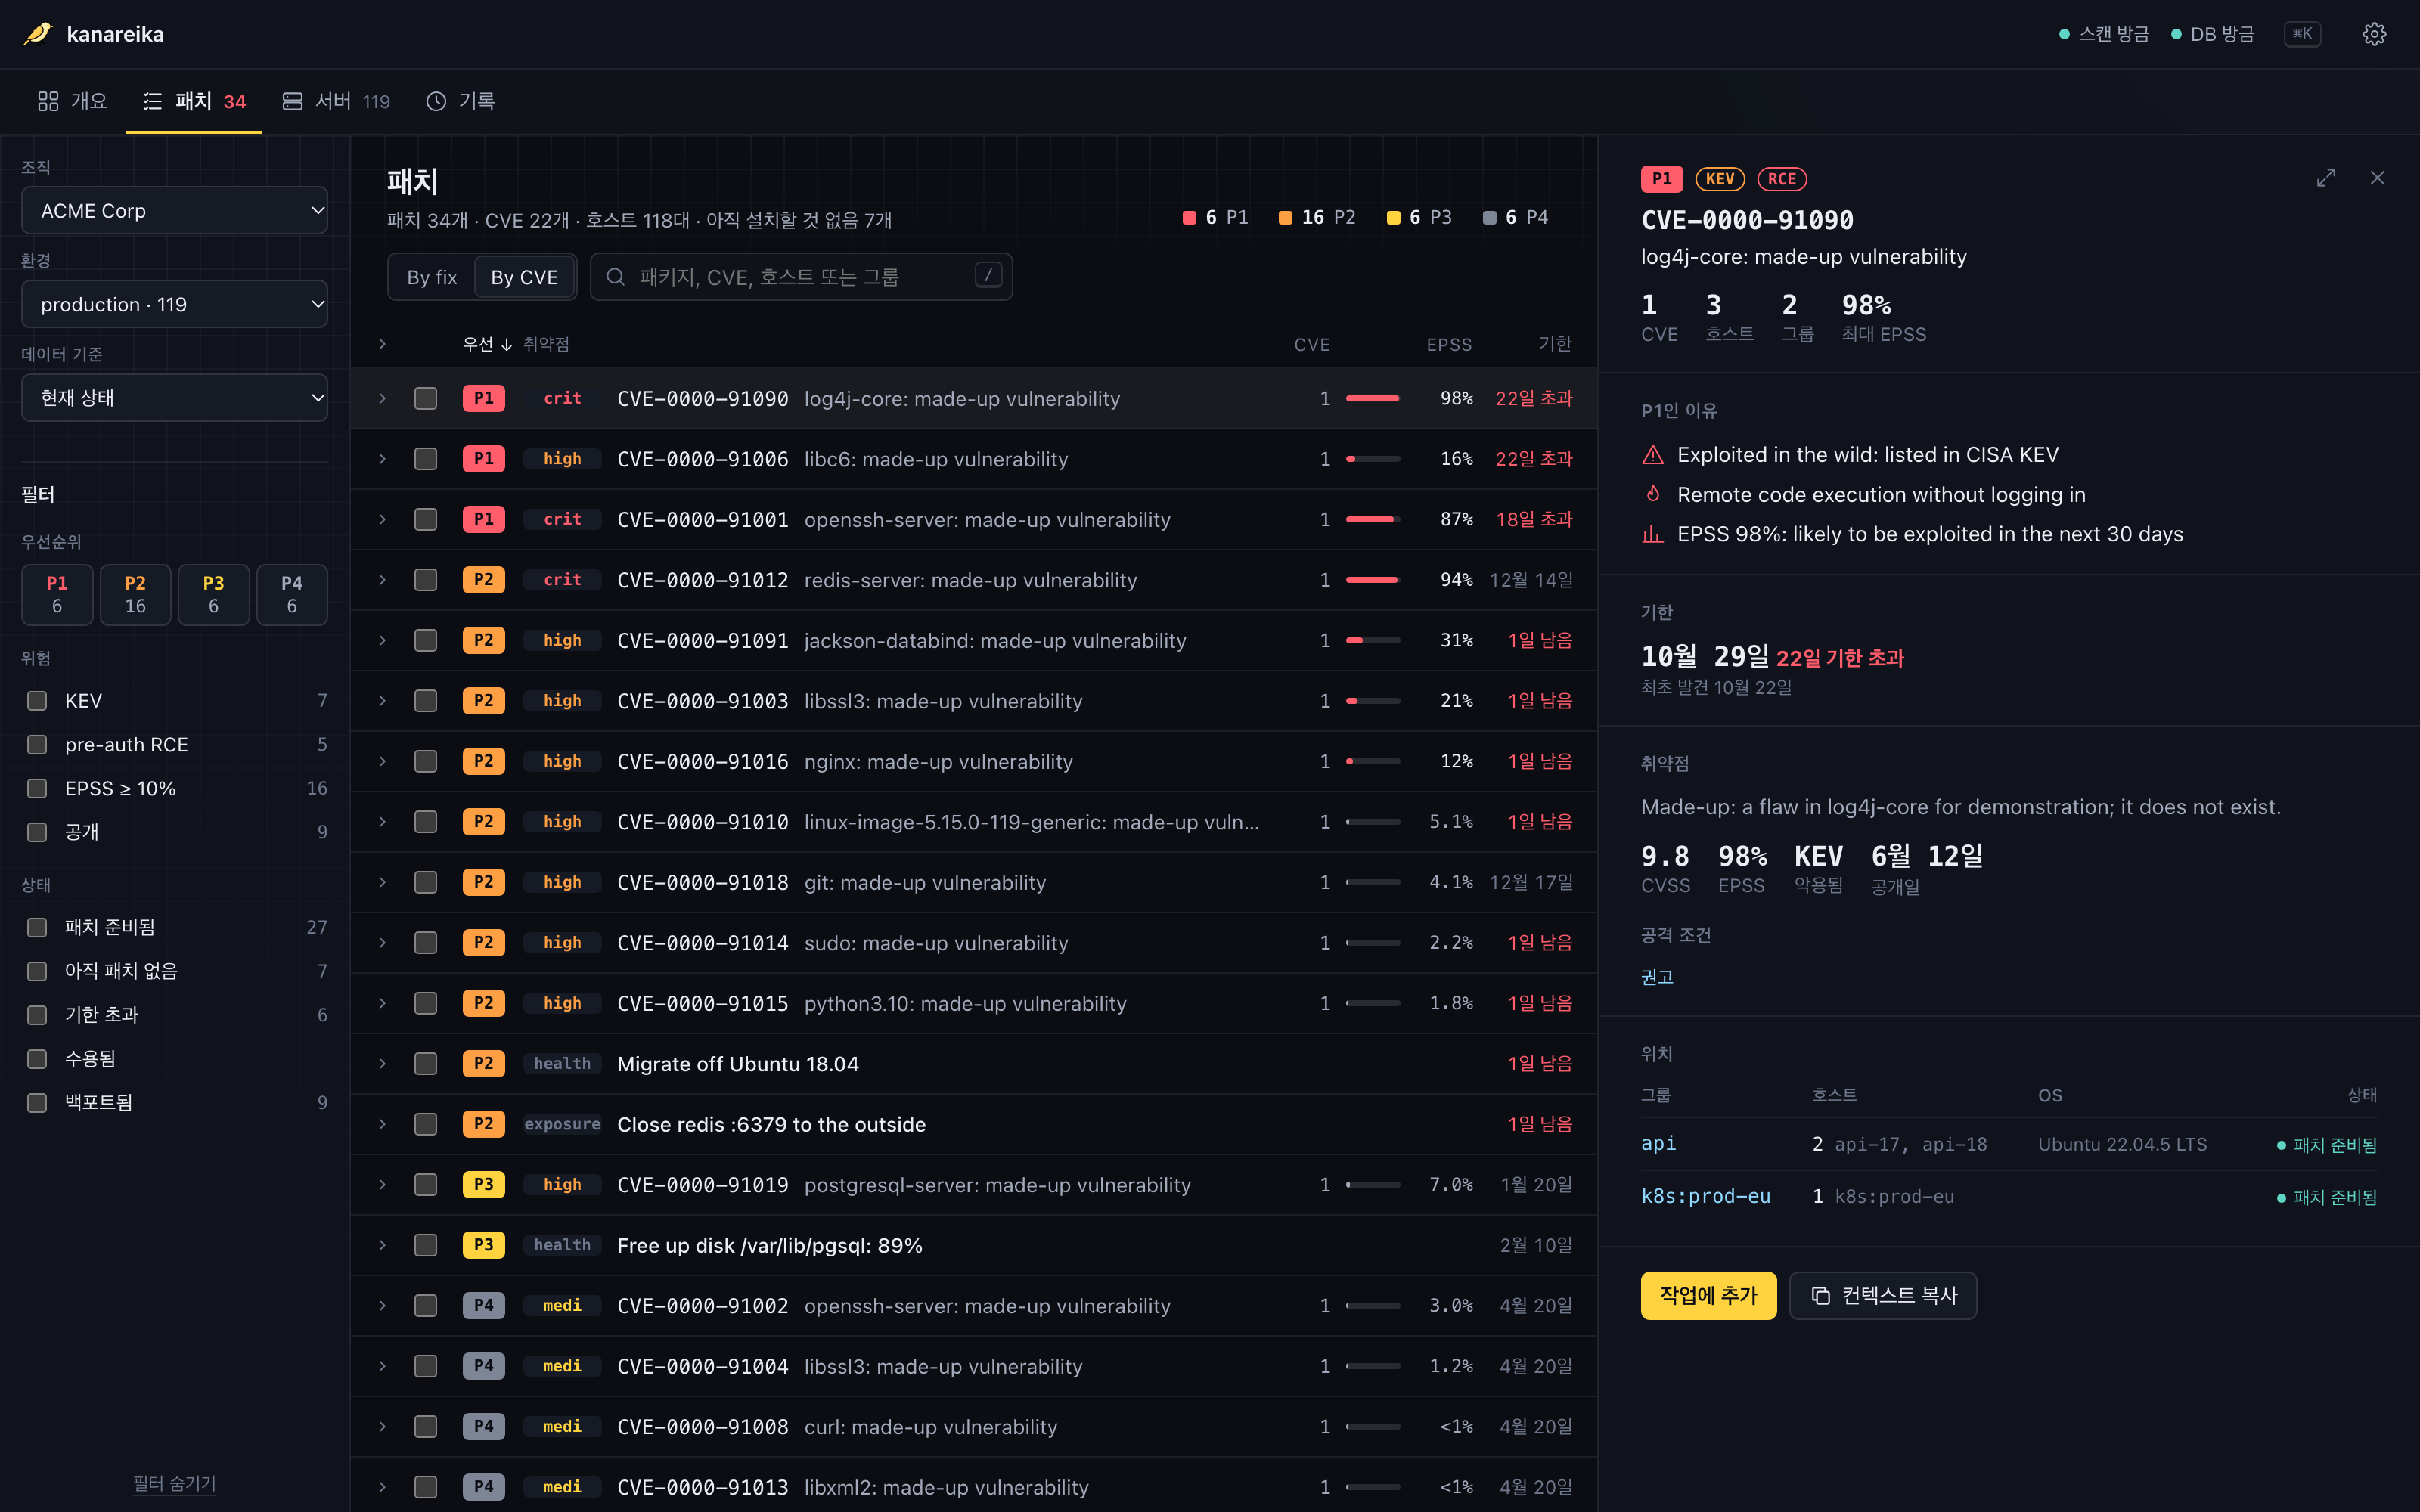 kanareika
스캔 방금 DB 방금 ⌘K
개요 패치 34 서버 119 기록
조직
ACME Corp
환경
production · 119
데이터 기준
현재 상태
필터
우선순위
P1 P2 P3 P4
6 16 6 6
위험
KEV 7
pre-auth RCE 5
EPSS ≥ 10% 16
공개 9
상태
패치 준비됨 27
아직 패치 없음 7
기한 초과 6
수용됨
백포트됨 9
필터 숨기기
패치
패치 34개 · CVE 22개 · 호스트 118대 · 아직 설치할 것 없음 7개
6 P1 16 P2 6 P3 6 P4
By fix By CVE 패키지, CVE, 호스트 또는 그룹 /
우선 ↓ 취약점 CVE EPSS 기한
P1 crit CVE-0000-91090 log4j-core: made-up vulnerability 1 98% 22일 초과
P1 high CVE-0000-91006 libc6: made-up vulnerability 1 16% 22일 초과
P1 crit CVE-0000-91001 openssh-server: made-up vulnerability 1 87% 18일 초과
P2 crit CVE-0000-91012 redis-server: made-up vulnerability 1 94% 12월 14일
P2 high CVE-0000-91091 jackson-databind: made-up vulnerability 1 31% 1일 남음
P2 high CVE-0000-91003 libssl3: made-up vulnerability 1 21% 1일 남음
P2 high CVE-0000-91016 nginx: made-up vulnerability 1 12% 1일 남음
P2 high CVE-0000-91010 linux-image-5.15.0-119-generic: made-up vuln... 1 5.1% 1일 남음
P2 high CVE-0000-91018 git: made-up vulnerability 1 4.1% 12월 17일
P2 high CVE-0000-91014 sudo: made-up vulnerability 1 2.2% 1일 남음
P2 high CVE-0000-91015 python3.10: made-up vulnerability 1 1.8% 1일 남음
P2 health Migrate off Ubuntu 18.04 1일 남음
P2 exposure Close redis :6379 to the outside 1일 남음
P3 high CVE-0000-91019 postgresql-server: made-up vulnerability 1 7.0% 1월 20일
P3 health Free up disk /var/lib/pgsql: 89% 2월 10일
P4 medi CVE-0000-91002 openssh-server: made-up vulnerability 1 3.0% 4월 20일
P4 medi CVE-0000-91004 libssl3: made-up vulnerability 1 1.2% 4월 20일
P4 medi CVE-0000-91008 curl: made-up vulnerability 1 <1% 4월 20일
P4 medi CVE-0000-91013 libxml2: made-up vulnerability 1 <1% 4월 20일
P1 KEV RCE
CVE-0000-91090
log4j-core: made-up vulnerability
1 3 2 98%
CVE 호스트 그룹 최대 EPSS
P1인 이유
Exploited in the wild: listed in CISA KEV
Remote code execution without logging in
EPSS 98%: likely to be exploited in the next 30 days
기한
10월 29일 22일 기한 초과
최초 발견 10월 22일
취약점
Made-up: a flaw in log4j-core for demonstration; it does not exist.
9.8 98% KEV 6월 12일
CVSS EPSS 악용됨 공개일
공격 조건
권고
위치
그룹 호스트 OS 상태
api 2 api-17, api-18 Ubuntu 22.04.5 LTS 패치 준비됨
k8s:prod-eu 1 k8s:prod-eu 패치 준비됨
작업에 추가 컨텍스트 복사